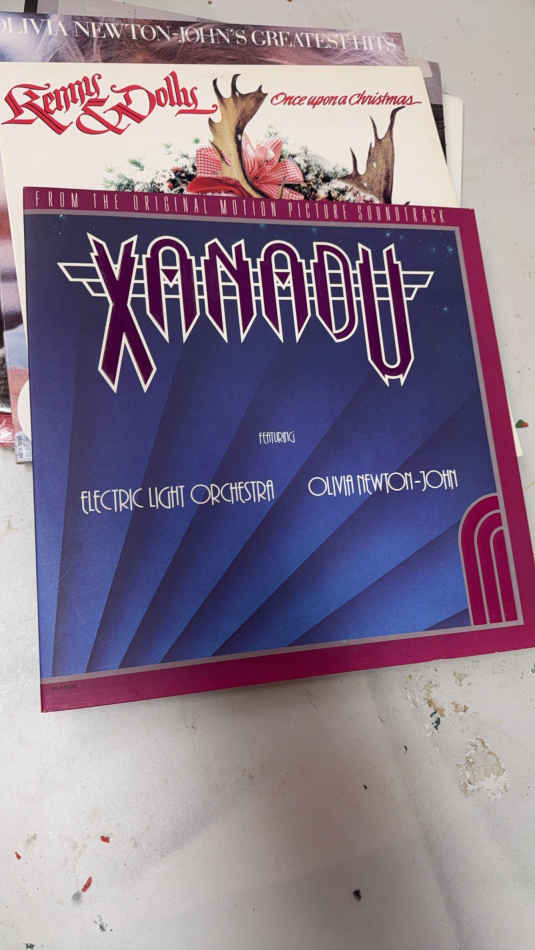 OLIVIA NEWTON-JOHN'S GREATEST HITS
Kenny & Dolly
Once upon a Christmas
FROM THE ORIGINAL MOTION PICTURE SOUNDTRACK
XANADU
FEATURING
ELECTRIC LIGHT ORCHESTRA OLIVIA NEWTON-JOHN